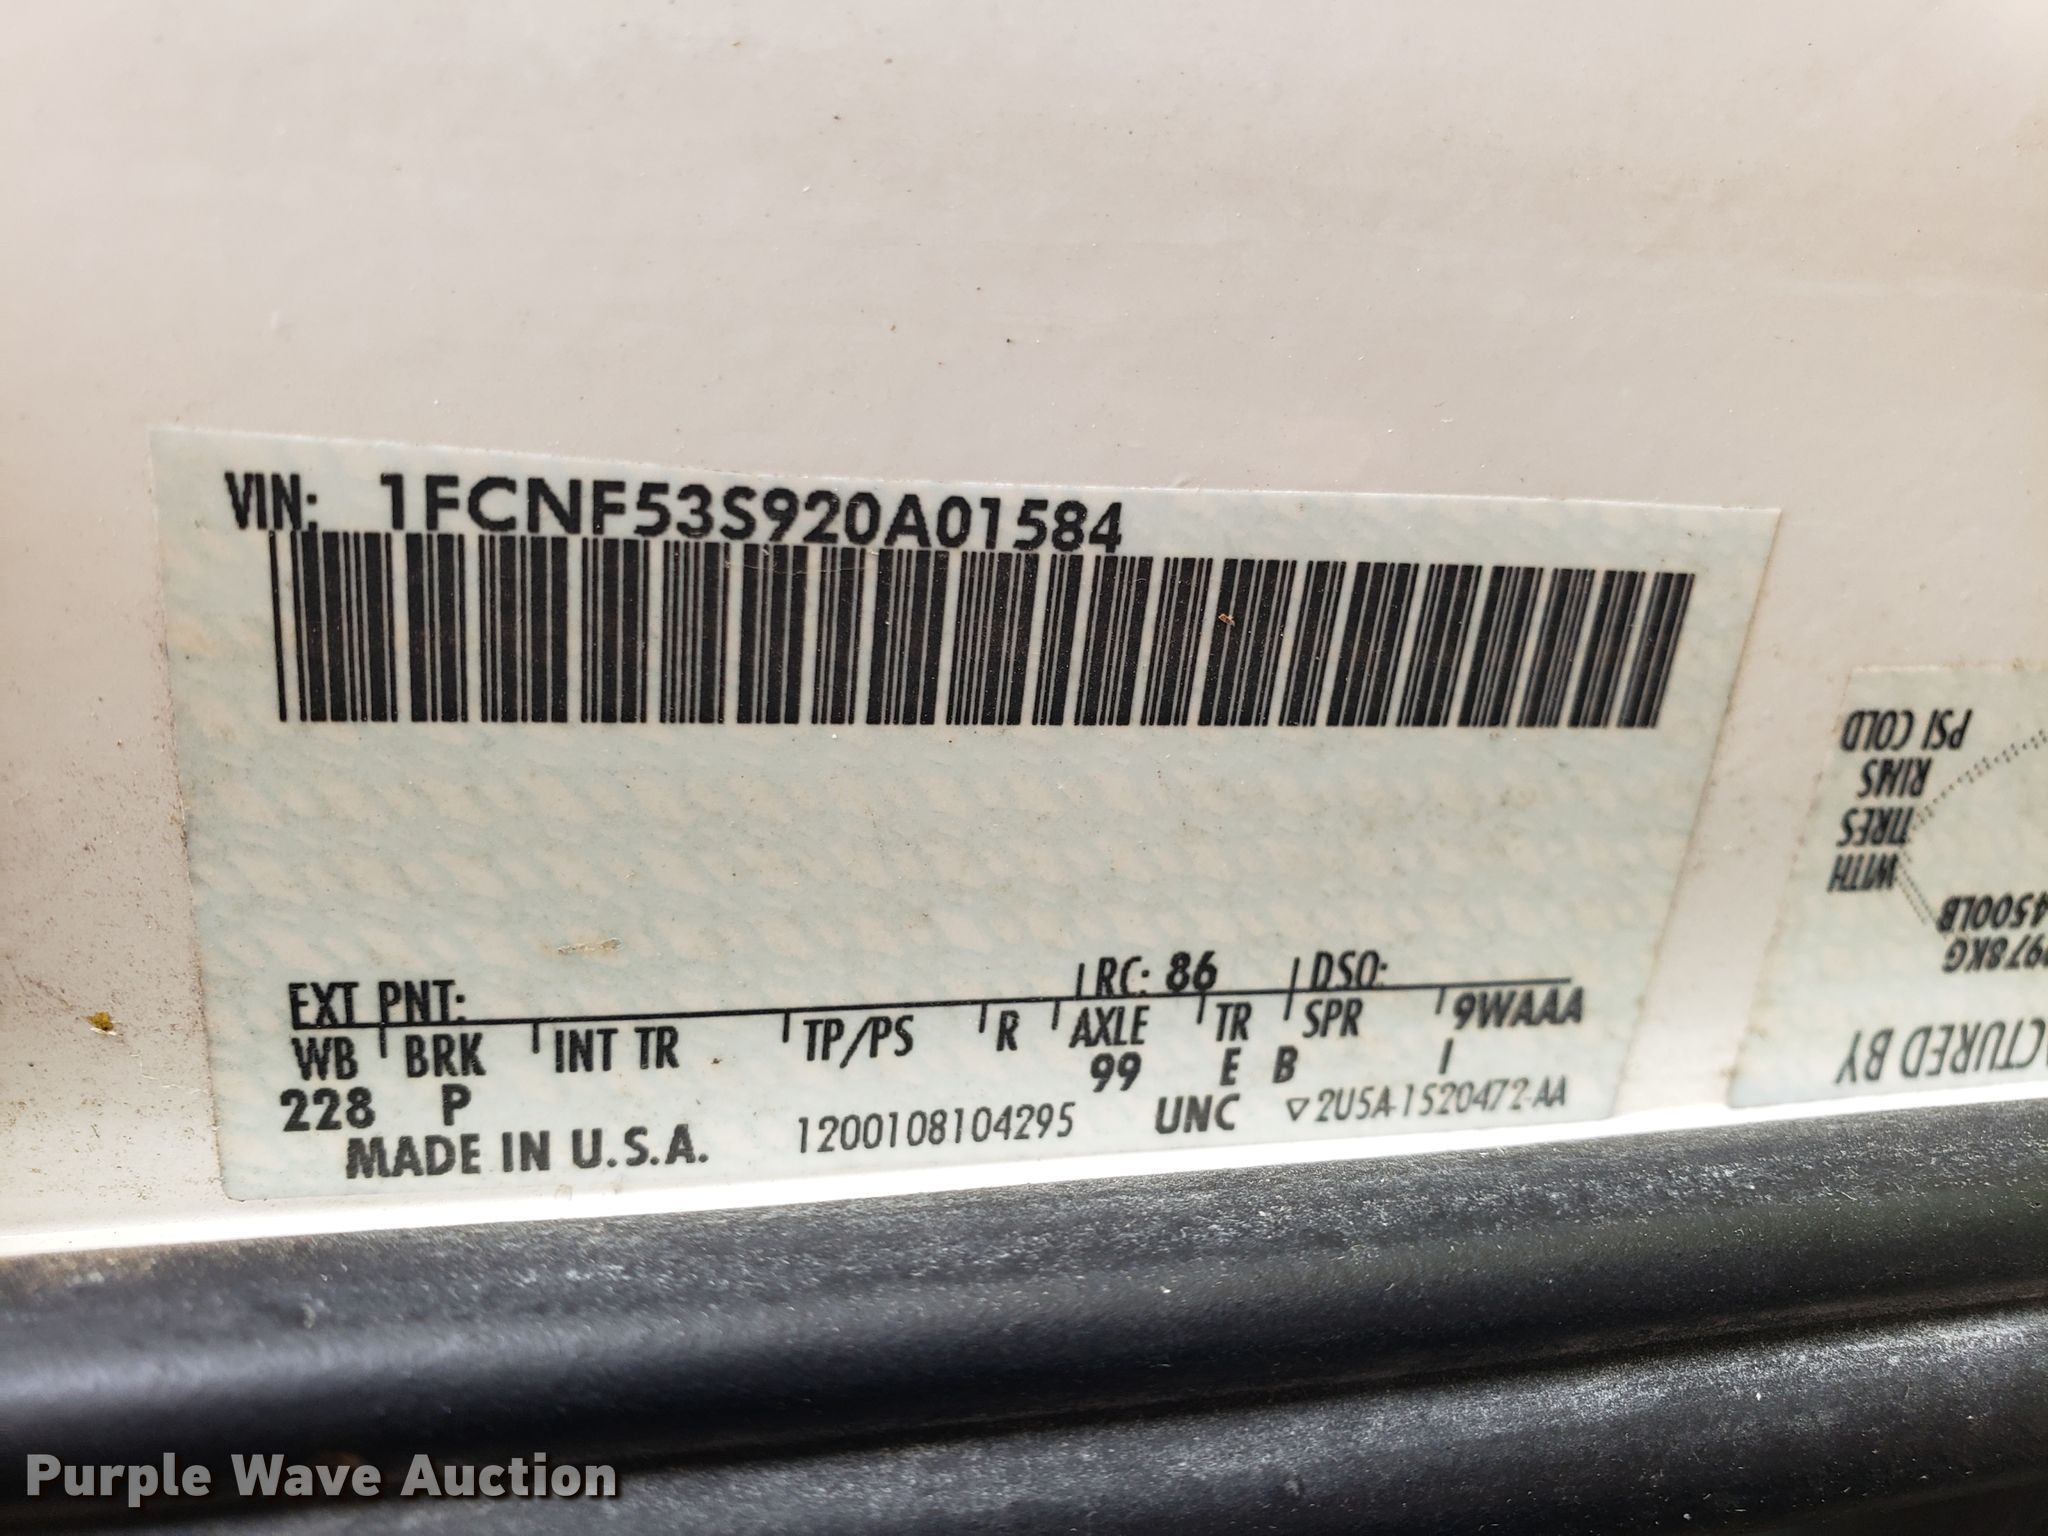 VIN: 1FCNF53S920A01584
EXT PNT: RC: 86 DSO:
WB BRK INT TR TP/PS R AXLE TR SPR 9WAAA
228 P 99 E B I
MADE IN U.S.A. 1200108104295 UNC ▽2U5A-1520472-AA
PSI COLD
RIMS
TIRES
WITH
4500LB
978KG
CTURED BY
Purple Wave Auction